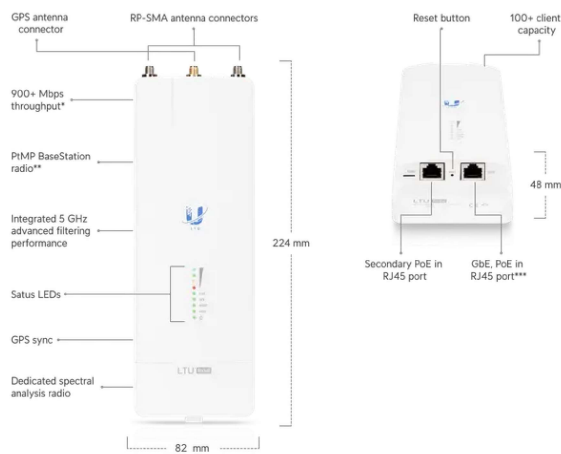 GPS antenna
connector
RP-SMA antenna connectors
900+ Mbps
throughput*
PtMP BaseStation
radio**
Integrated 5 GHz
advanced filtering
performance
Satus LEDs
GPS sync
Dedicated spectral
analysis radio
LTU
LTU
224 mm
82 mm
Reset button
100+ client
capacity
48 mm
LTU
Secondary PoE in
RJ45 port
GbE, PoE in
RJ45 port***